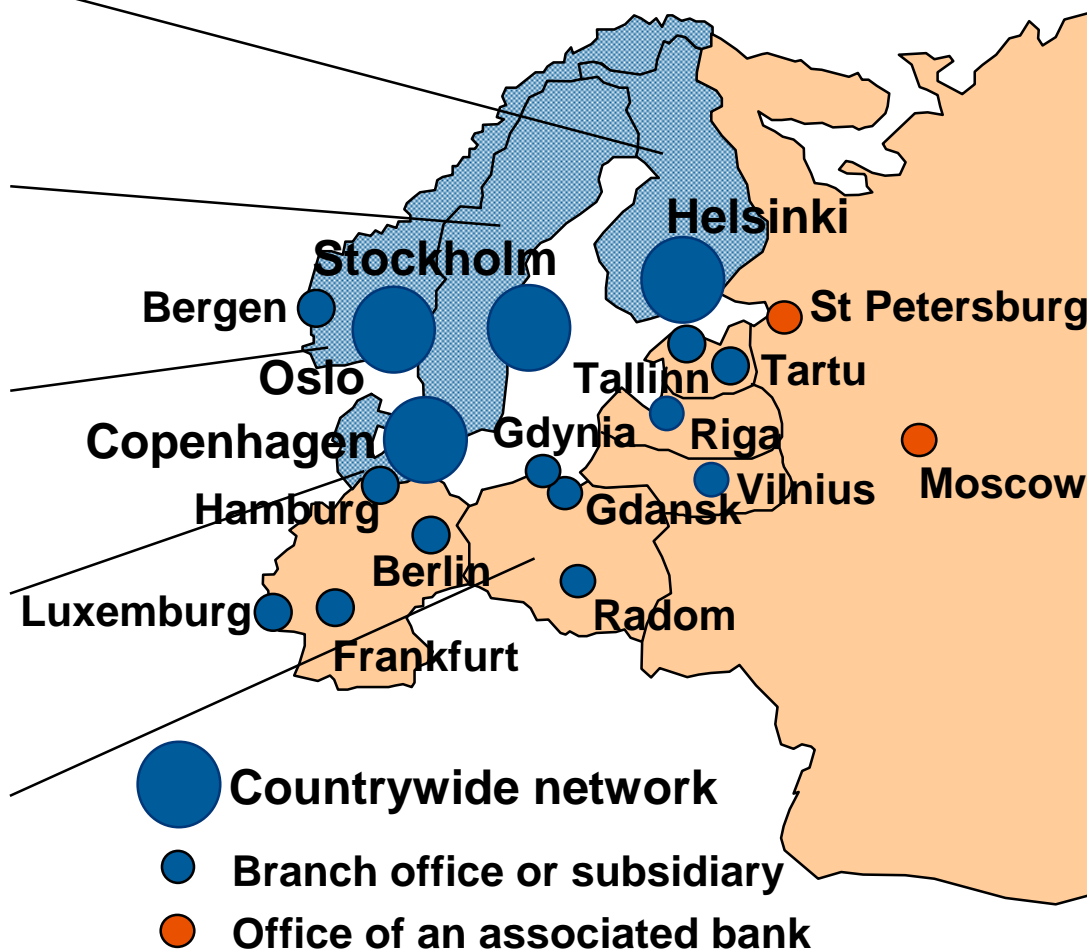 Helsinki
Stockholm
Bergen
St Petersburg
Oslo
Tallinn
Tartu
Copenhagen
Gdynia
Riga
Hamburg
Gdansk
Vilnius
Moscow
Berlin
Luxemburg
Radom
Frankfurt
Countrywide network
Branch office or subsidiary
Office of an associated bank